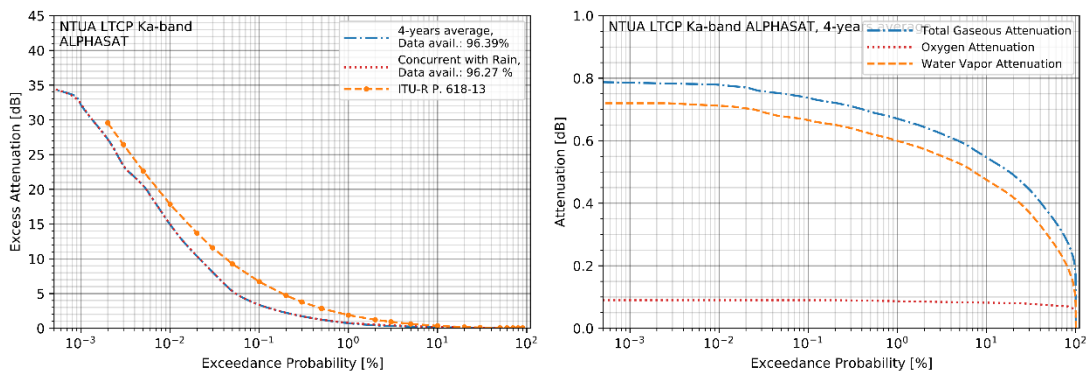 NTUA LTCP Ka-band
ALPHASAT
4-years average,
Data avail.: 96.39%
Concurrent with Rain,
Data avail.: 96.27 %
ITU-R P. 618-13
Excess Attenuation [dB]
45
40
35
30
25
20
15
10
5
0
10⁻³
10⁻²
10⁻¹
10⁰
10¹
10²
Exceedance Probability [%]
NTUA LTCP Ka-band ALPHASAT, 4-years average
Total Gaseous Attenuation
Oxygen Attenuation
Water Vapor Attenuation
Attenuation [dB]
1.0
0.8
0.6
0.4
0.2
0.0
10⁻³
10⁻²
10⁻¹
10⁰
10¹
10²
Exceedance Probability [%]